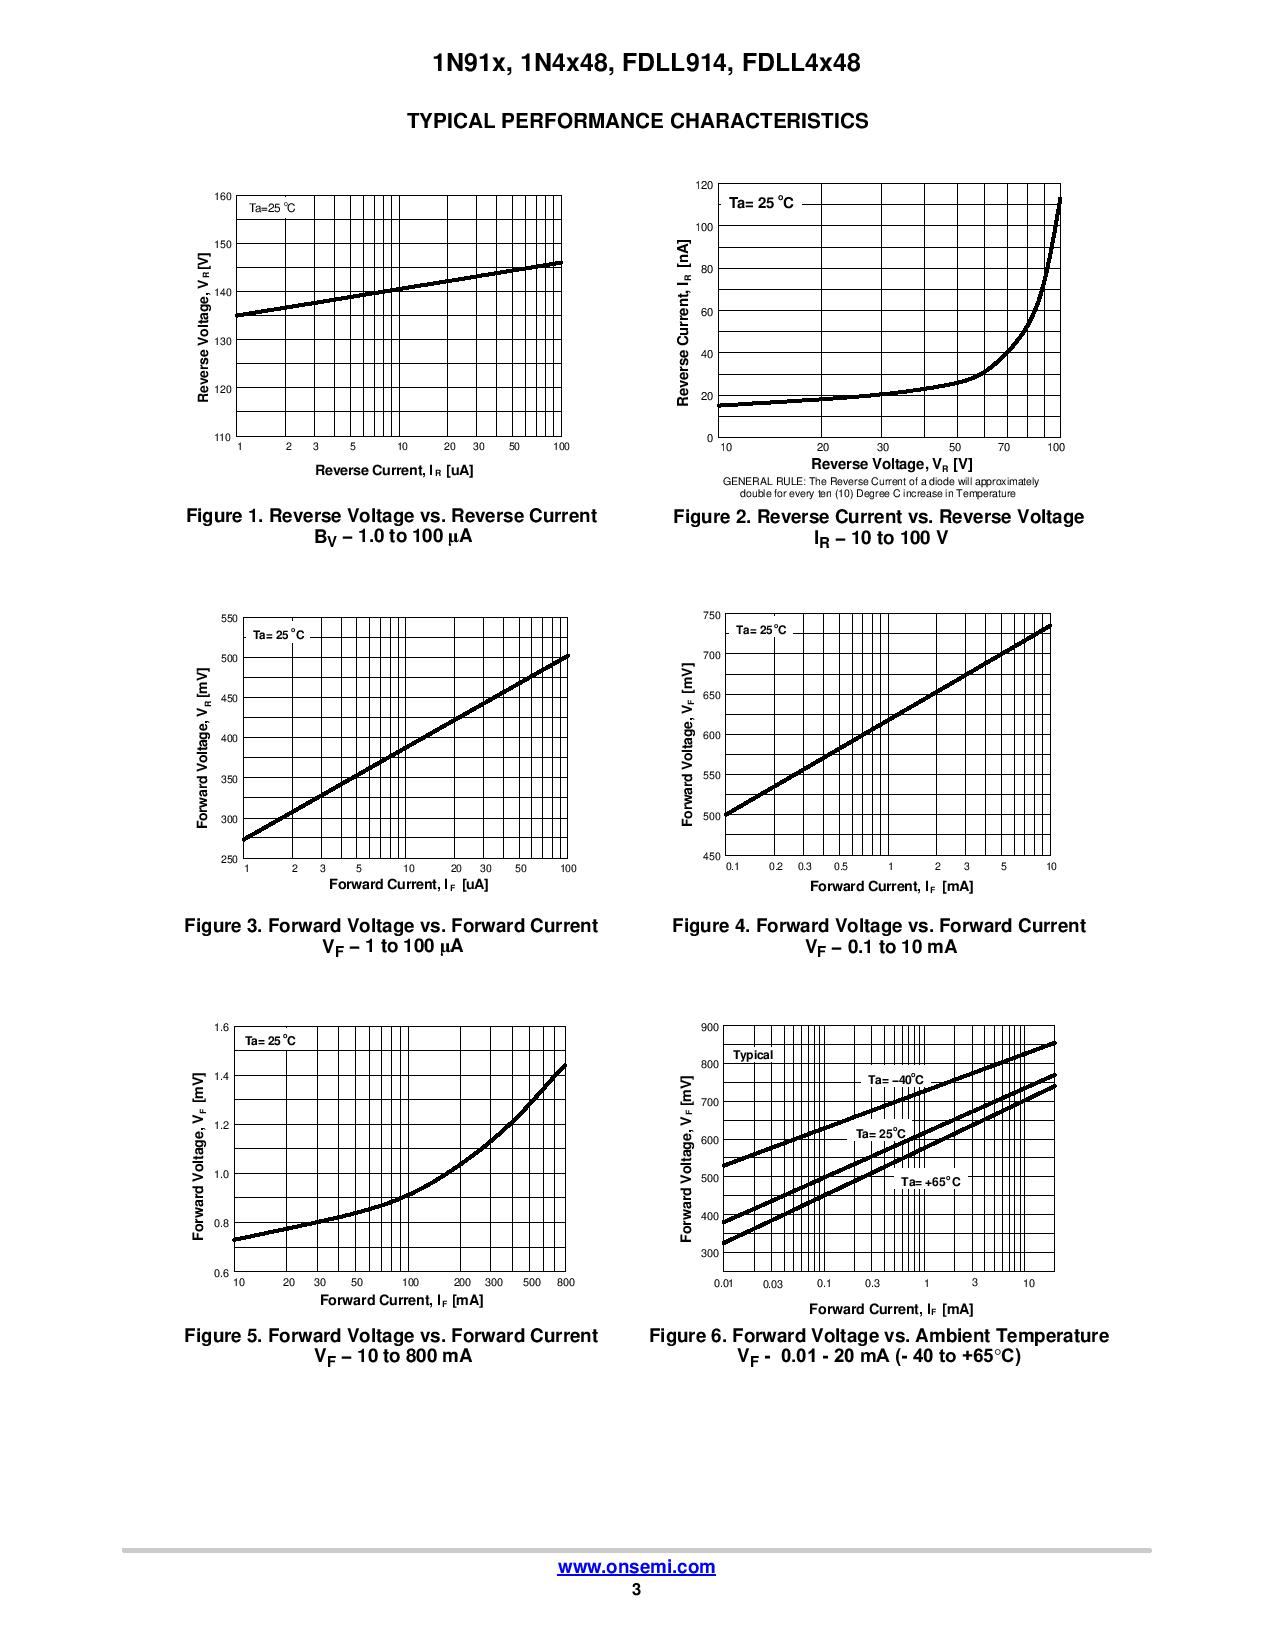 1N91x, 1N4x48, FDLL914, FDLL4x48
TYPICAL PERFORMANCE CHARACTERISTICS
160
150
140
130
120
110
Ta=25 oC
Reverse Voltage, VR [V]
1 2 3 5 10 20 30 50 100
Reverse Current, IR [uA]
Figure 1. Reverse Voltage vs. Reverse Current
BV – 1.0 to 100 μA
120
100
80
60
40
20
0
Ta= 25 oC
Reverse Current, IR [nA]
10 20 30 50 70 100
Reverse Voltage, VR [V]
GENERAL RULE: The Reverse Current of a diode will approximately
double for every ten (10) Degree C increase in Temperature
Figure 2. Reverse Current vs. Reverse Voltage
IR – 10 to 100 V
550
500
450
400
350
300
250
Ta= 25 oC
Forward Voltage, VR [mV]
1 2 3 5 10 20 30 50 100
Forward Current, IF [uA]
Figure 3. Forward Voltage vs. Forward Current
VF – 1 to 100 μA
750
700
650
600
550
500
450
Ta= 25oC
Forward Voltage, VF [mV]
0.1 0.2 0.3 0.5 1 2 3 5 10
Forward Current, IF [mA]
Figure 4. Forward Voltage vs. Forward Current
VF – 0.1 to 10 mA
1.6
1.4
1.2
1.0
0.8
0.6
Ta= 25oC
Forward Voltage, VF [mV]
10 20 30 50 100 200 300 500 800
Forward Current, IF [mA]
Figure 5. Forward Voltage vs. Forward Current
VF – 10 to 800 mA
900
800
700
600
500
400
300
Typical
Ta= –40oC
Ta= 25oC
Ta= +65oC
Forward Voltage, VF [mV]
0.01 0.03 0.1 0.3 1 3 10
Forward Current, IF [mA]
Figure 6. Forward Voltage vs. Ambient Temperature
VF - 0.01 - 20 mA (- 40 to +65°C)
www.onsemi.com
3